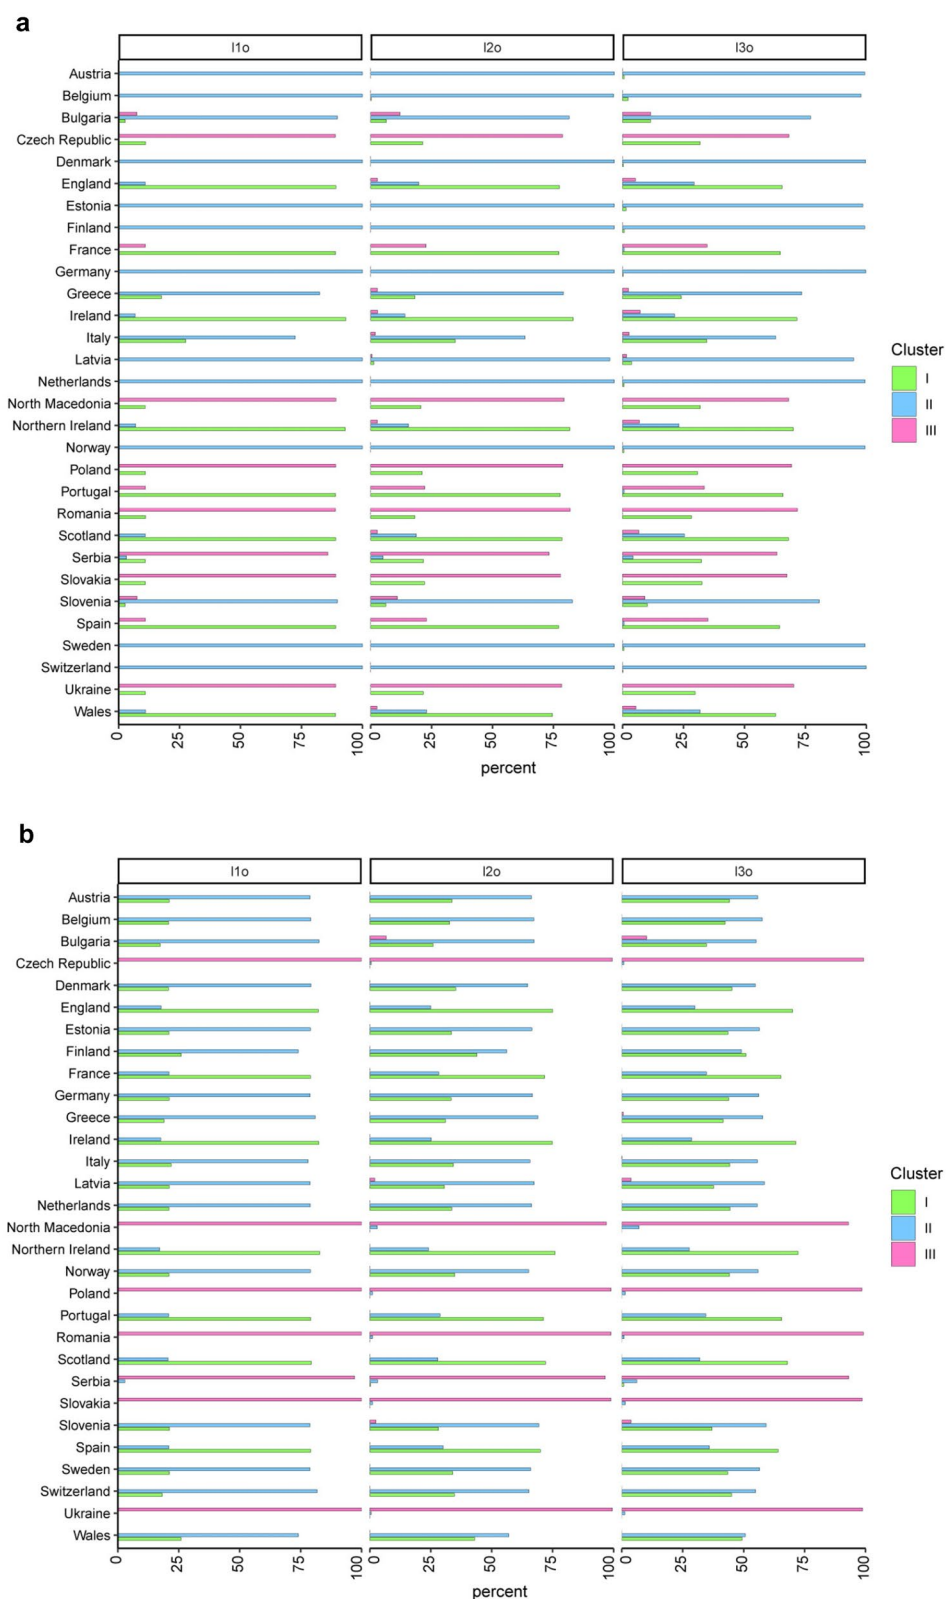 a
l1o l2o l3o
Austria
Belgium
Bulgaria
Czech Republic
Denmark
England
Estonia
Finland
France
Germany
Greece
Ireland
Italy
Latvia
Netherlands
North Macedonia
Northern Ireland
Norway
Poland
Portugal
Romania
Scotland
Serbia
Slovakia
Slovenia
Spain
Sweden
Switzerland
Ukraine
Wales
0 25 50 75 100 0 25 50 75 100 0 25 50 75 100
percent
Cluster
I
II
III
b
l1o l2o l3o
Austria
Belgium
Bulgaria
Czech Republic
Denmark
England
Estonia
Finland
France
Germany
Greece
Ireland
Italy
Latvia
Netherlands
North Macedonia
Northern Ireland
Norway
Poland
Portugal
Romania
Scotland
Serbia
Slovakia
Slovenia
Spain
Sweden
Switzerland
Ukraine
Wales
0 25 50 75 100 0 25 50 75 100 0 25 50 75 100
percent
Cluster
I
II
III